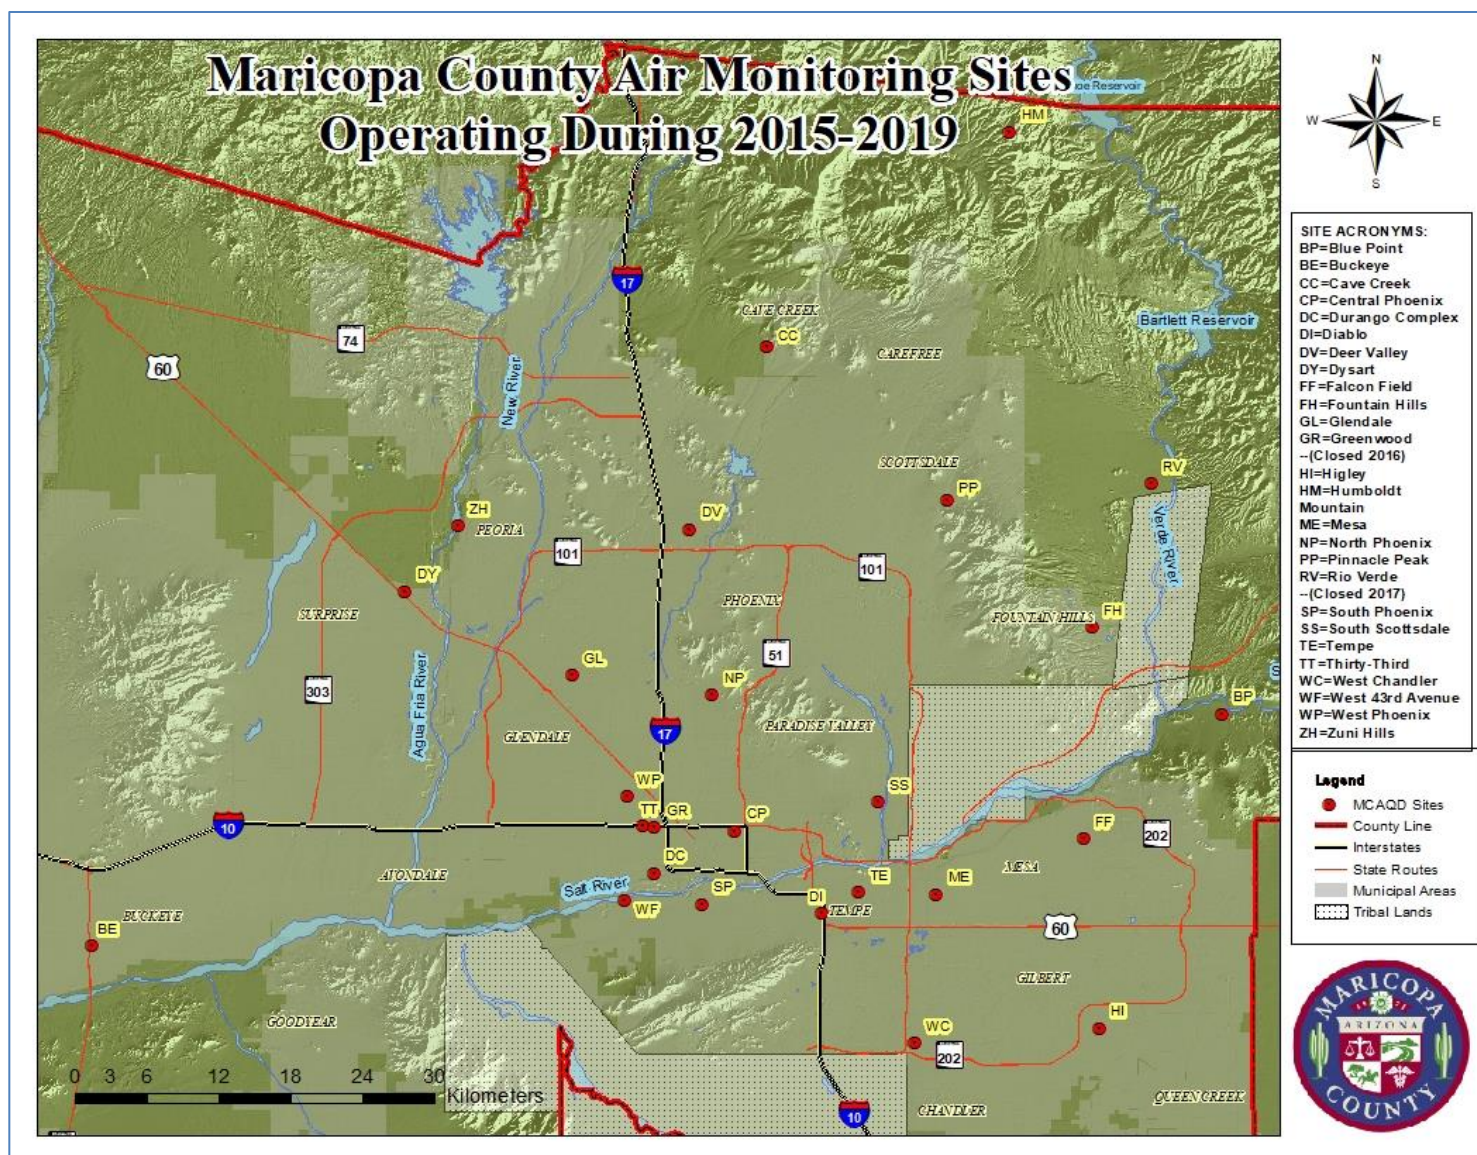 Maricopa County Air Monitoring Sites
Operating During 2015-2019
oe Reservoir
HM
N
W
E
S
17
CAVE CREEK
CC
Bartlett Reservoir
CAREFREE
74
60
New River
SCOTTSDALE
RV
PP
ZH
PEORIA
DV
Verde River
101
101
DY
SURPRISE
PHOENIX
FOUNTAIN HILLS
FH
GL
51
303
NP
BP
S
Agua Fria River
GLENDALE
17
PARADISE VALLEY
WP
SS
TT
GR
CP
10
FF
202
DC
AVONDALE
MESA
Salt River
SP
TE
ME
WF
DI
TEMPE
BUCKEYE
BE
60
GILBERT
GOODYEAR
HI
WC
202
0 3 6 12 18 24 30
Kilometers
10
CHANDLER
QUEEN CREEK
SITE ACRONYMS:
BP=Blue Point
BE=Buckeye
CC=Cave Creek
CP=Central Phoenix
DC=Durango Complex
DI=Diablo
DV=Deer Valley
DY=Dysart
FF=Falcon Field
FH=Fountain Hills
GL=Glendale
GR=Greenwood
--(Closed 2016)
HI=Higley
HM=Humboldt
Mountain
ME=Mesa
NP=North Phoenix
PP=Pinnacle Peak
RV=Rio Verde
--(Closed 2017)
SP=South Phoenix
SS=South Scottsdale
TE=Tempe
TT=Thirty-Third
WC=West Chandler
WF=West 43rd Avenue
WP=West Phoenix
ZH=Zuni Hills
Legend
MCAQD Sites
County Line
Interstates
State Routes
Municipal Areas
Tribal Lands
MARICOPA
ARIZONA
COUNTY